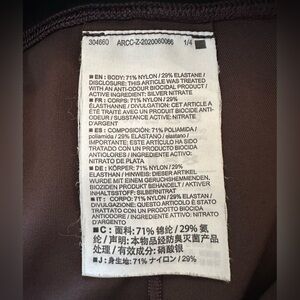 304660 ARCC-Z-2020060066 1/4
■ EN: BODY: 71% NYLON / 29% ELASTANE /
DISCLOSURE: THIS ARTICLE WAS TREATED
WITH AN ODOUR BIOCIDAL PRODUCT /
ACTIVE INGREDIENT: SILVER NITRATE
■ FR: CORPS: 71% NYLON / 29%
ÉLASTHANNE / DIVULGATION: CET ARTICLE A
ÉTÉ TRAITÉ AVEC UN PRODUIT BIOCIDE ANTI-
ODEUR / SUBSTANCE ACTIVE: NITRATE
D'ARGENT
■ ES: COMPOSICIÓN: 71% POLIAMIDA /
poliamida / 29% ELASTANO / elastano /
IMPORTANTE: ESTE ARTÍCULO HA SIDO
TRATADO CON UN PRODUCTO BIOCIDA
ANTIOLORES / INGREDIENTE ACTIVO:
NITRATO DE PLATA
■ DE: KÖRPER: 71% NYLON / 29%
ELASTHAN / HINWEIS: DIESER ARTIKEL
WURDE MIT EINEM GERUCHSHEMMENDEN,
BIOZIDEN PRODUKT BEHANDELT / AKTIVER
INHALTSSTOFF: SILBERNITRAT
■ IT: CORPO: 71% NYLON / 29% ELASTAN /
DIVULGAZIONE: QUESTO ARTICOLO È STATO
TRATTATO CON UN PRODOTTO BIOCIDA
ANTIODORE / INGREDIENTE ATTIVO: NITRATO
D'ARGENTO
■ C: 面料: 71% 锦纶 / 29% 氨
纶 / 声明: 本物品经防臭灭菌产品
处理 / 有效成分: 硝酸银
■ J: 身生地: 71% ナイロン / 29%